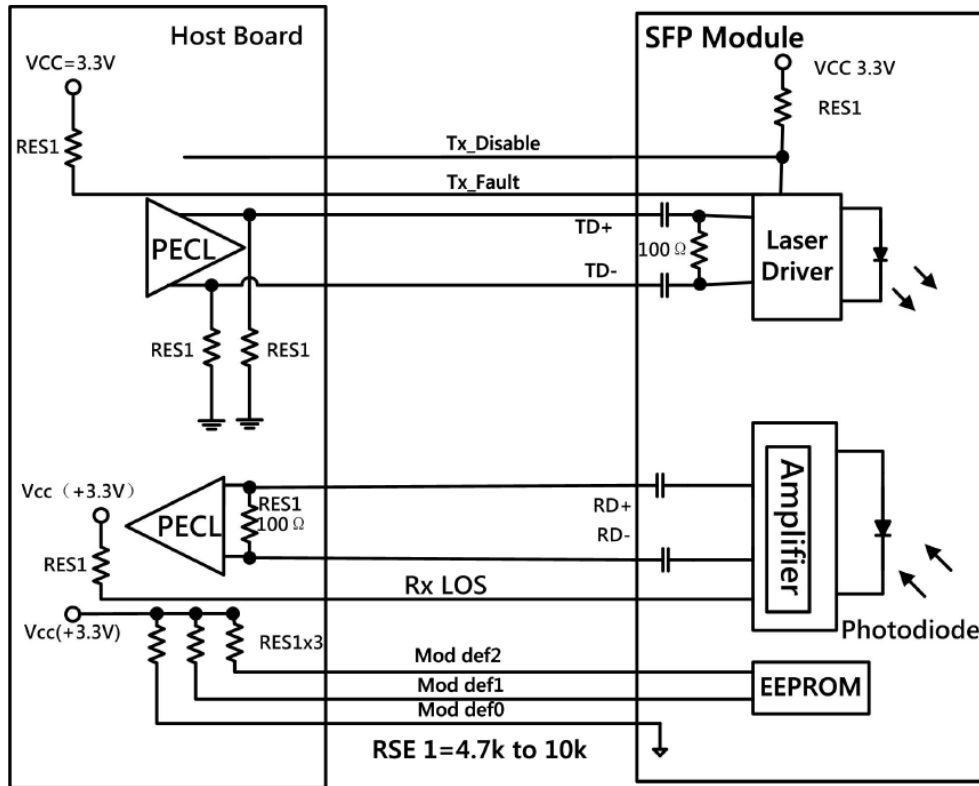 Host Board
SFP Module
VCC=3.3V
VCC 3.3V
RES1
RES1
Tx_Disable
Tx_Fault
PECL
TD+
100Ω
TD-
Laser
Driver
RES1
RES1
Vcc（+3.3V）
PECL
RES1
100Ω
RD+
RD-
Amplifier
RES1
Rx LOS
Vcc(+3.3V)
RES1x3
Photodiode
Mod def2
Mod def1
Mod def0
EEPROM
RSE 1=4.7k to 10k